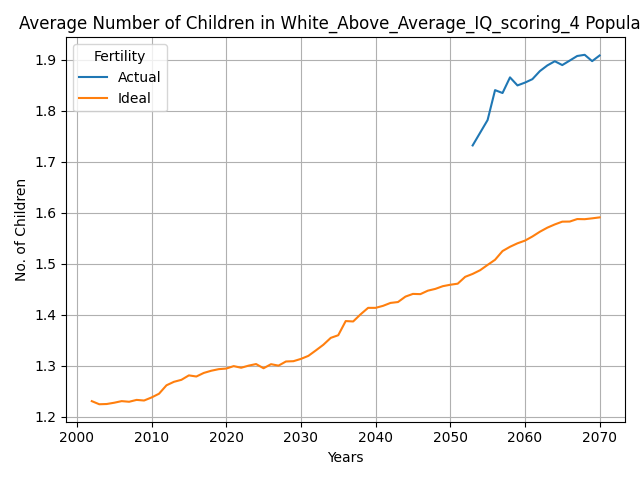 Average Number of Children in White_Above_Average_IQ_scoring_4 Popula
Fertility
Actual
Ideal
No. of Children
1.9
1.8
1.7
1.6
1.5
1.4
1.3
1.2
2000 2010 2020 2030 2040 2050 2060 2070
Years